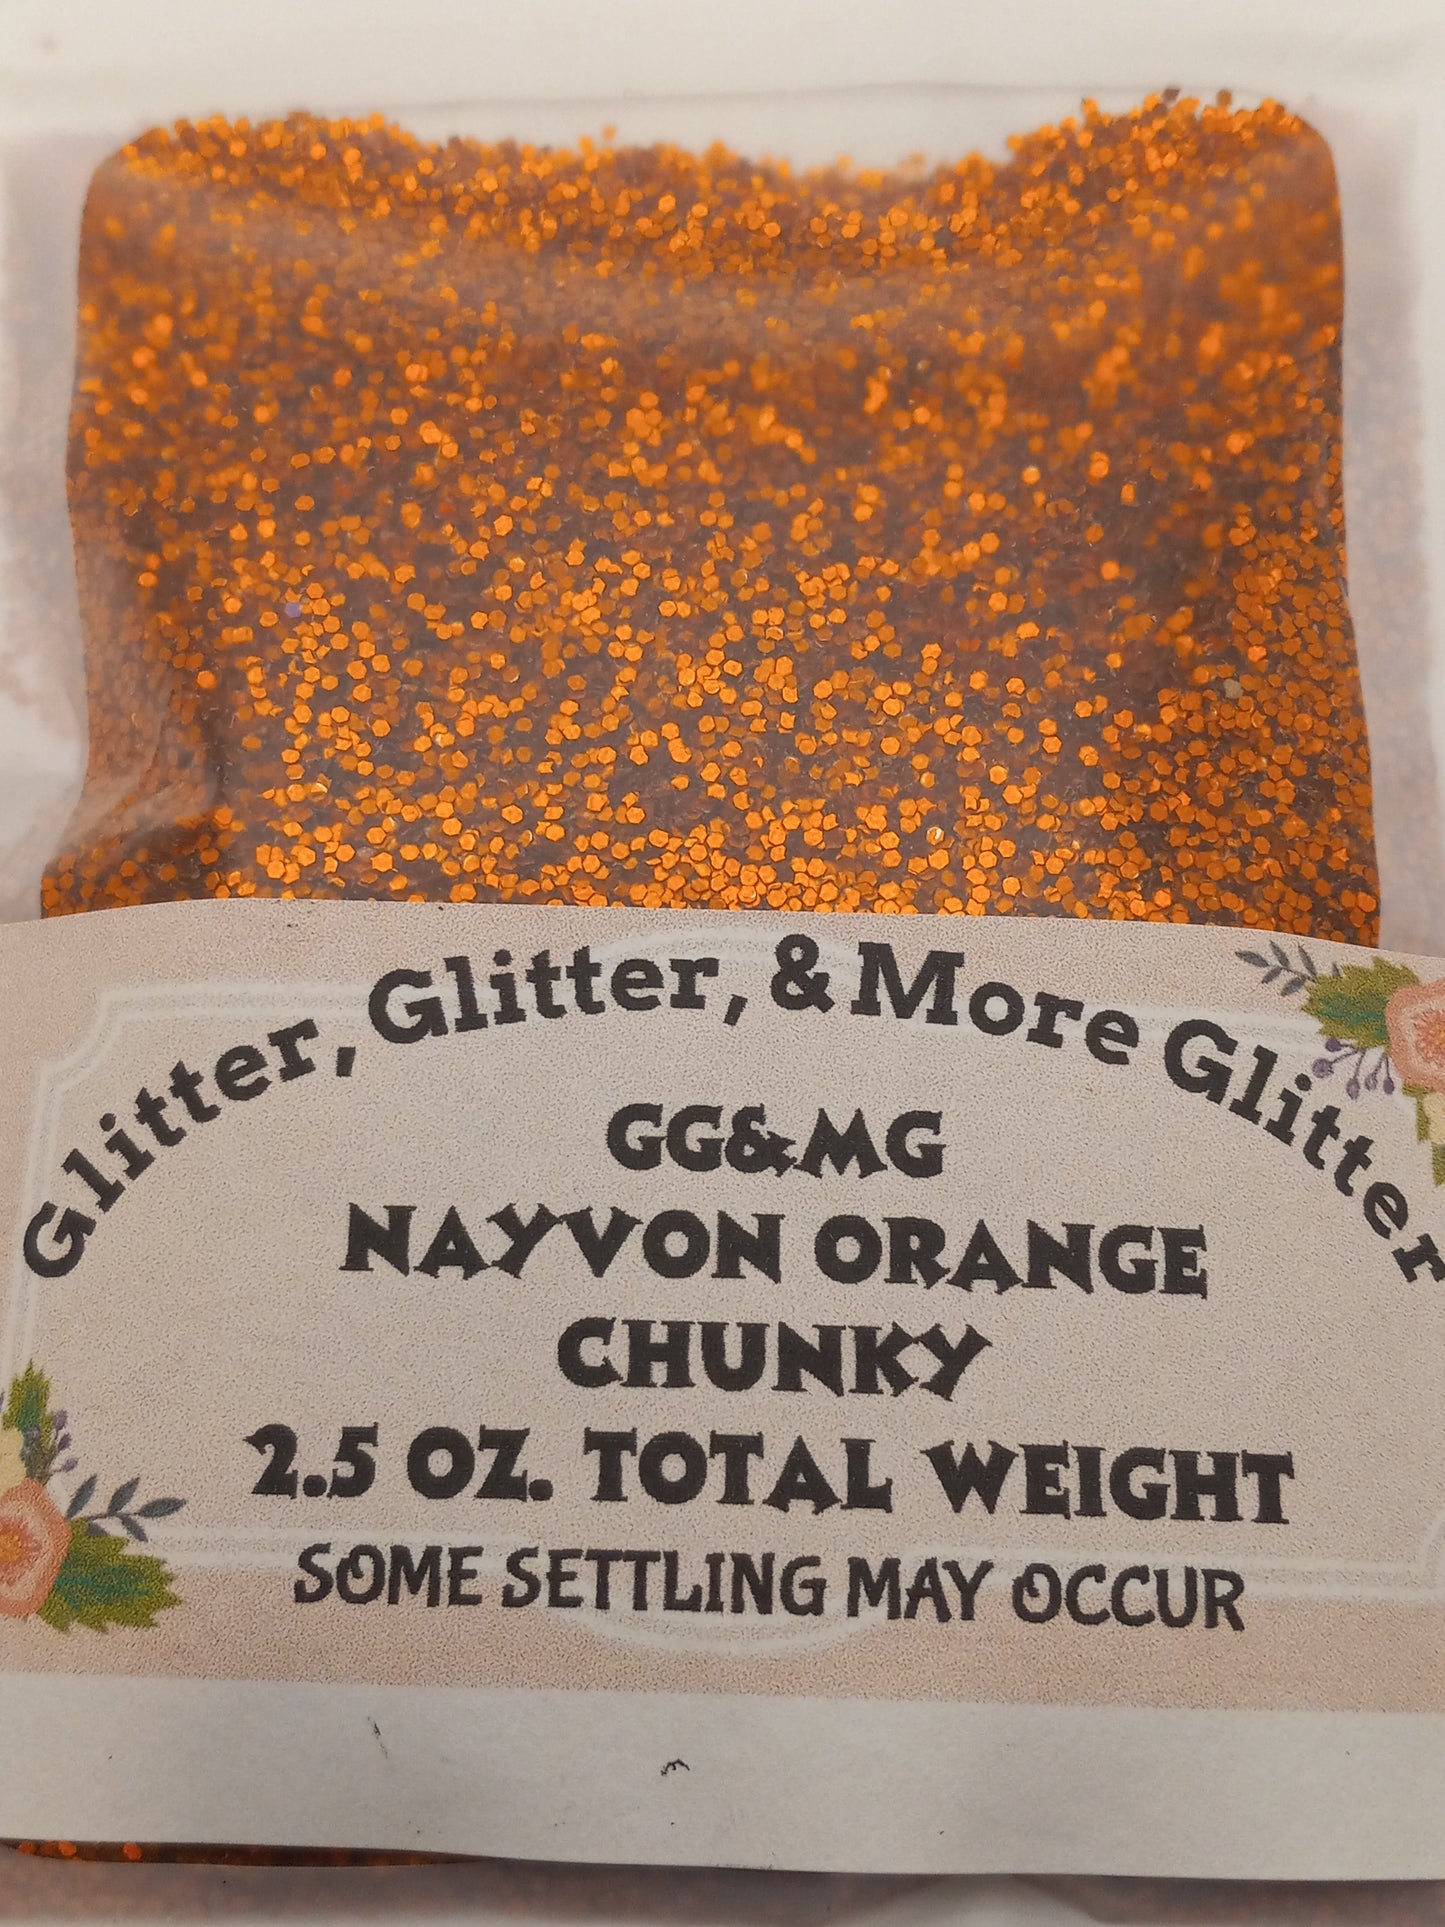 Glitter, Glitter, & More Glitter
GG&MG
NAYVON ORANGE
CHUNKY
2.5 OZ. TOTAL WEIGHT
SOME SETTLING MAY OCCUR